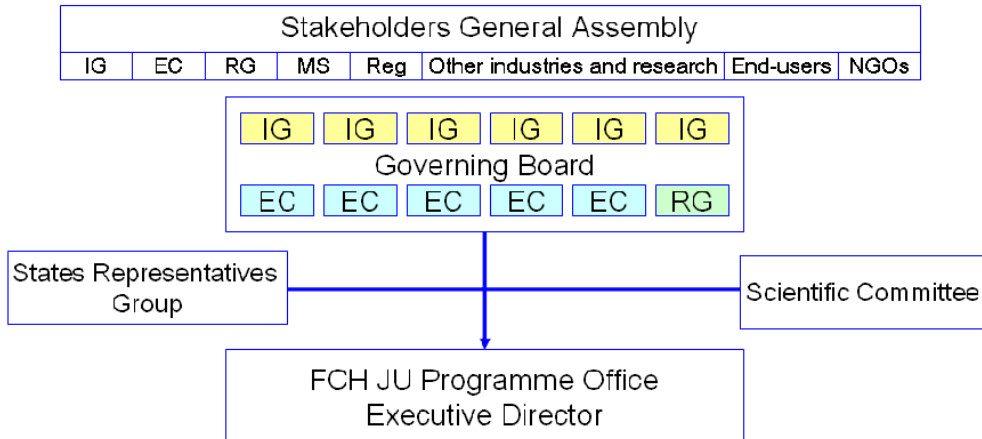 Stakeholders General Assembly
IG EC RG MS Reg Other industries and research End-users NGOs
IG IG IG IG IG IG
Governing Board
EC EC EC EC EC RG
States Representatives
Group
Scientific Committee
FCH JU Programme Office
Executive Director